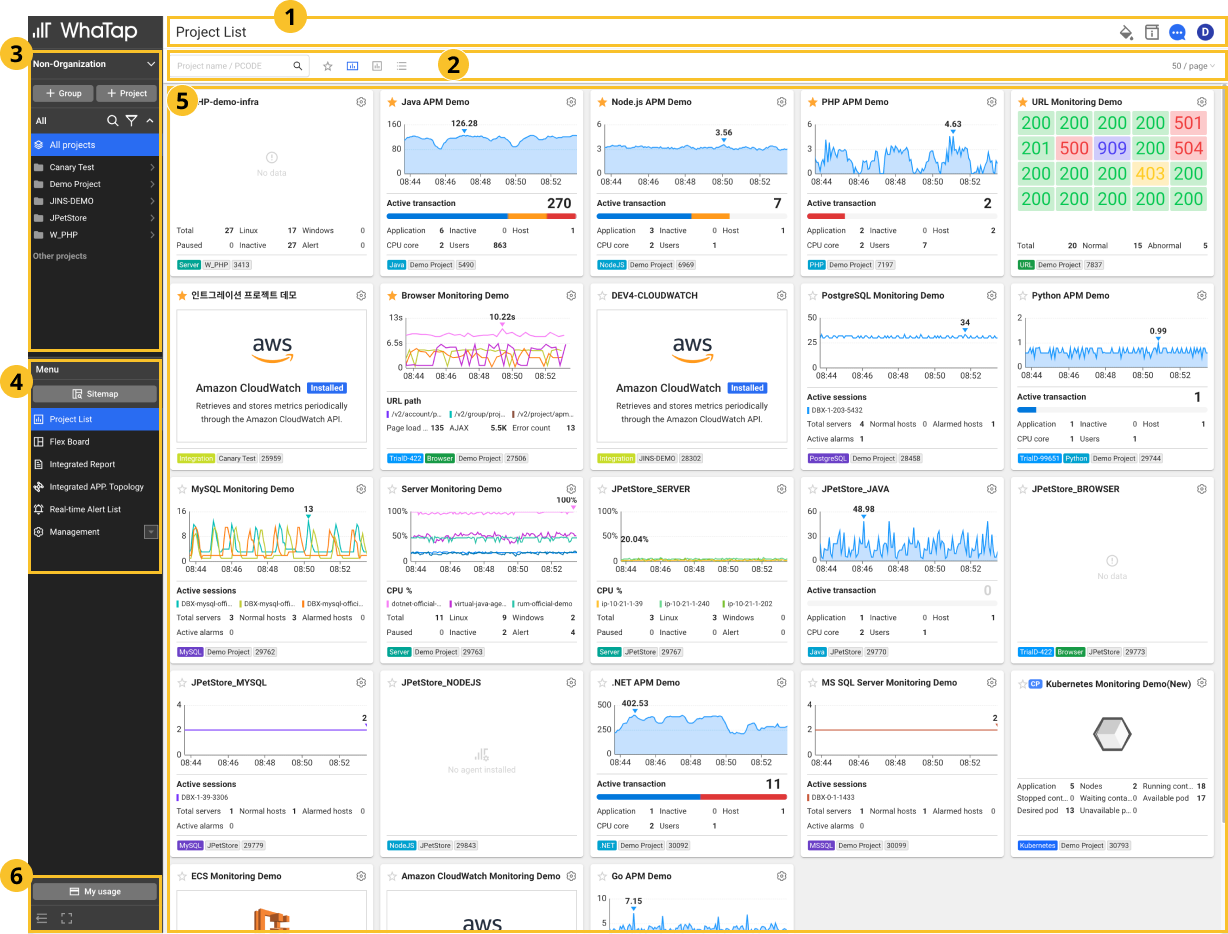 1
WhaTap
Project List
D
3
Non-Organization
Project name / PCODE
2
50 / page
+ Group
+ Project
All
All projects
Canary Test
Demo Project
JINS-DEMO
JPetStore
W_PHP
Other projects
4
Menu
Sitemap
Project List
Flex Board
Integrated Report
Integrated APP. Topology
Real-time Alert List
Management
6
My usage
5
HP-demo-infra
No data
Total 27 Linux 17 Windows 0
Paused 0 Inactive 27 Alert 0
Server W_PHP 3413
Java APM Demo
126.28
160
80
0
08:44 08:46 08:48 08:50 08:52
Active transaction 270
Application 6 Inactive 0 Host 1
CPU core 2 Users 863
Java Demo Project 5490
Node.js APM Demo
3.56
6
3
0
08:44 08:46 08:48 08:50 08:52
Active transaction 7
Application 3 Inactive 0 Host 1
CPU core 2 Users 1
NodeJS Demo Project 6969
PHP APM Demo
4.63
6
3
0
08:44 08:46 08:48 08:50 08:52
Active transaction 2
Application 2 Inactive 0 Host 2
CPU core 2 Users 7
PHP Demo Project 7197
URL Monitoring Demo
200 200 200 200 501
201 500 909 200 504
200 200 200 403 200
200 200 200 200 200
Total 20 Normal 15 Abnormal 5
URL Demo Project 7837
인트그레이션 프로젝트 데모
aws
Amazon CloudWatch Installed
Retrieves and stores metrics periodically
through the Amazon CloudWatch API.
Integration Canary Test 25959
Browser Monitoring Demo
10.22s
13s
6.5s
0
08:44 08:46 08:48 08:50 08:52
URL path
/v2/account/p... /v2/group/proj... /v2/project/apm...
Page load ... 135 AJAX 5.5K Error count 13
TrialD-422 Browser Demo Project 27506
DEV4-CLOUDWATCH
aws
Amazon CloudWatch Installed
Retrieves and stores metrics periodically
through the Amazon CloudWatch API.
Integration JINS-DEMO 28302
PostgreSQL Monitoring Demo
34
50
25
0
08:44 08:46 08:48 08:50 08:52
Active sessions
DBX-1-203-5432
Total servers 4 Normal hosts 0 Alarmed hosts 1
Active alarms 1
PostgreSQL Demo Project 28458
Python APM Demo
0.99
2
1
0
08:44 08:46 08:48 08:50 08:52
Active transaction 1
Application 1 Inactive 0 Host 1
CPU core 1 Users 1
TrialD-99651 Python Demo Project 29744
MySQL Monitoring Demo
13
16
8
0
08:44 08:46 08:48 08:50 08:52
Active sessions
DBX-mysql-offi... DBX-mysql-offi... DBX-mysql-offici...
Total servers 3 Normal hosts 3 Alarmed hosts 0
Active alarms 0
MySQL Demo Project 29762
Server Monitoring Demo
100%
100%
50%
0
08:44 08:46 08:48 08:50 08:52
CPU %
dotnet-official-... virtual-java-age... rum-official-demo
Total 11 Linux 9 Windows 2
Paused 0 Inactive 2 Alert 4
Server Demo Project 29763
JPetStore_SERVER
100%
50%
20.04%
0
08:44 08:46 08:48 08:50 08:52
CPU %
ip-10-21-1-39 ip-10-21-1-240 ip-10-21-1-202
Total 3 Linux 3 Windows 0
Paused 0 Inactive 0 Alert 0
Server JPetStore 29767
JPetStore_JAVA
48.98
60
30
0
08:44 08:46 08:48 08:50 08:52
Active transaction 0
Application 1 Inactive 0 Host 1
CPU core 2 Users 1
Java JPetStore 29770
JPetStore_BROWSER
No data
TrialD-422 Browser JPetStore 29773
JPetStore_MYSQL
2
4
2
0
08:44 08:46 08:48 08:50 08:52
Active sessions
DBX-1-39-3306
Total servers 1 Normal hosts 1 Alarmed hosts 0
Active alarms 0
MySQL JPetStore 29779
JPetStore_NODEJS
No agent installed
NodeJS JPetStore 29843
.NET APM Demo
402.53
500
250
0
08:44 08:46 08:48 08:50 08:52
Active transaction 11
Application 1 Inactive 0 Host 1
CPU core 2 Users 1
.NET Demo Project 30092
MS SQL Server Monitoring Demo
2
4
2
0
08:44 08:46 08:48 08:50 08:52
Active sessions
DBX-0-1-1433
Total servers 1 Normal hosts 1 Alarmed hosts 0
Active alarms 0
MSSQL Demo Project 30099
CP Kubernetes Monitoring Demo(New)
Application 5 Nodes 2 Running cont... 18
Stopped cont... 0 Waiting conta... 0 Available pod 17
Desired pod 13 Unavailable p... 0
Kubernetes Demo Project 30793
ECS Monitoring Demo
Amazon CloudWatch Monitoring Demo
aws
Go APM Demo
7.15
10
5